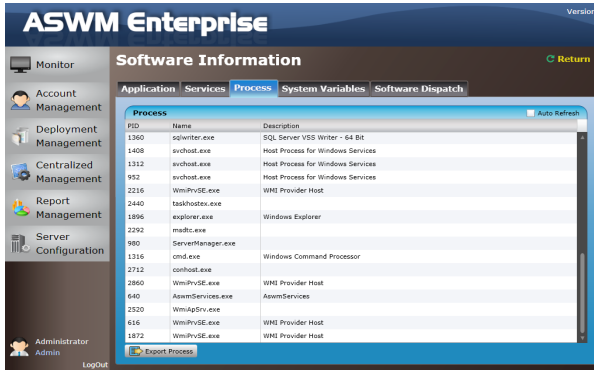 ASWM Enterprise
Version
Monitor
Account
Management
Deployment
Management
Centralized
Management
Report
Management
Server
Configuration
Administrator
Admin
LogOut
Software Information
Return
Application Services Process System Variables Software Dispatch
Process Auto Refresh
PID Name Description
1360 sqlwriter.exe SQL Server VSS Writer - 64 Bit
1408 svchost.exe Host Process for Windows Services
1312 svchost.exe Host Process for Windows Services
952 svchost.exe Host Process for Windows Services
2216 WmiPrvSE.exe WMI Provider Host
2440 taskhostex.exe
1896 explorer.exe Windows Explorer
2292 msdtc.exe
980 ServerManager.exe
1316 cmd.exe Windows Command Processor
2712 conhost.exe
2860 WmiPrvSE.exe WMI Provider Host
640 AswmServices.exe AswmServices
2520 WmiApSrv.exe
616 WmiPrvSE.exe WMI Provider Host
1872 WmiPrvSE.exe WMI Provider Host
Export Process